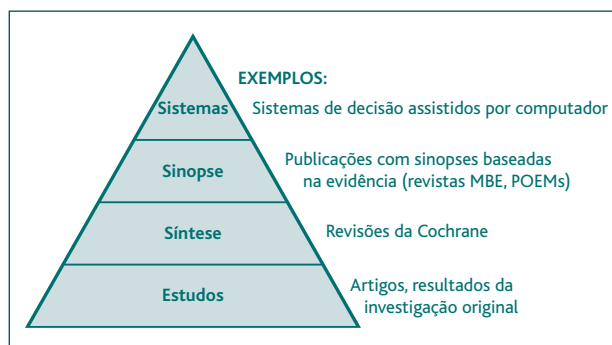 EXEMPLOS:
Sistemas
Sistemas de decisão assistidos por computador
Sinopse
Publicações com sinopses baseadas
na evidência (revistas MBE, POEMs)
Síntese
Revisões da Cochrane
Estudos
Artigos, resultados da
investigação original